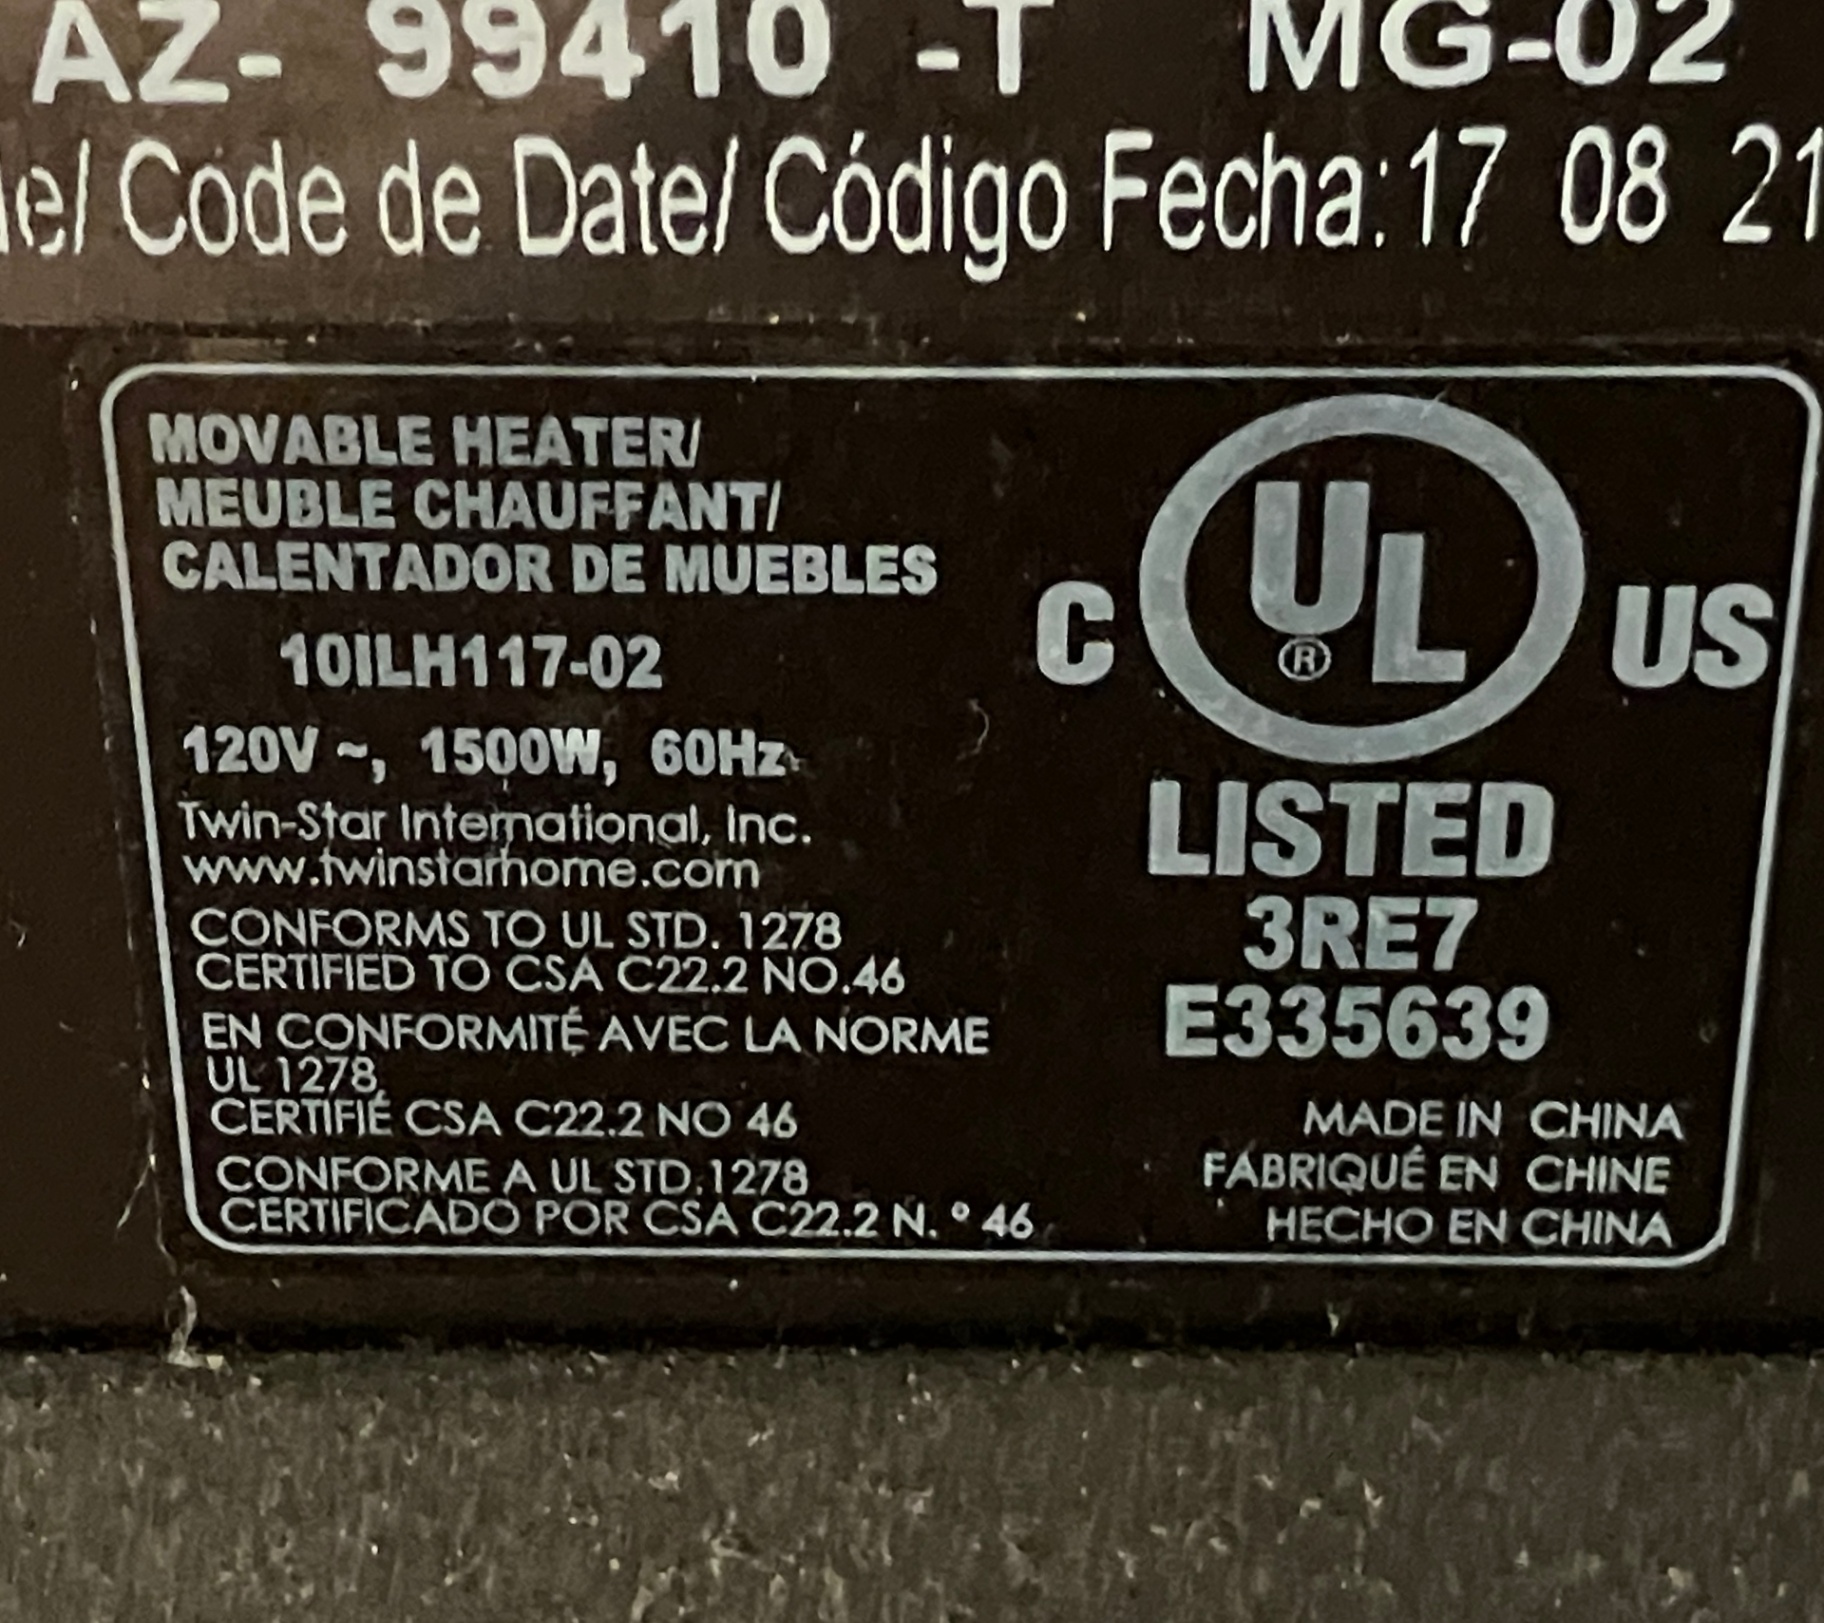 AZ- 99410 -T MG-02
Code de Date/ Código Fecha:17 08 21
MOVABLE HEATER/
MEUBLE CHAUFFANT/
CALENTADOR DE MUEBLES
10ILH117-02
120V ~, 1500W, 60Hz
Twin-Star International, Inc.
www.twinstarhome.com
CONFORMS TO UL STD. 1278
CERTIFIED TO CSA C22.2 NO.46
EN CONFORMITÉ AVEC LA NORME
UL 1278,
CERTIFIÉ CSA C22.2 NO 46
CONFORME A UL STD.1278
CERTIFICADO POR CSA C22.2 N. º 46
C UL ® US
LISTED
3RE7
E335639
MADE IN CHINA
FABRIQUÉ EN CHINE
HECHO EN CHINA